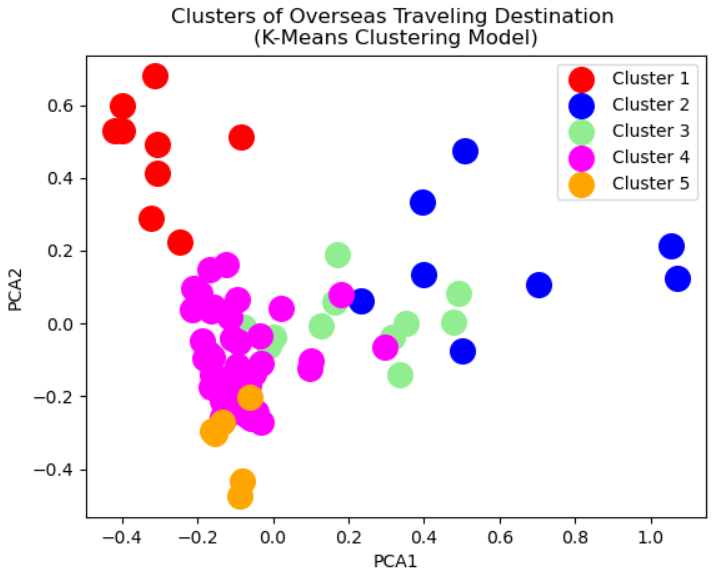 Clusters of Overseas Traveling Destination
(K-Means Clustering Model)
Cluster 1
Cluster 2
Cluster 3
Cluster 4
Cluster 5
PCA2
0.6
0.4
0.2
0.0
−0.2
−0.4
−0.4 −0.2 0.0 0.2 0.4 0.6 0.8 1.0
PCA1